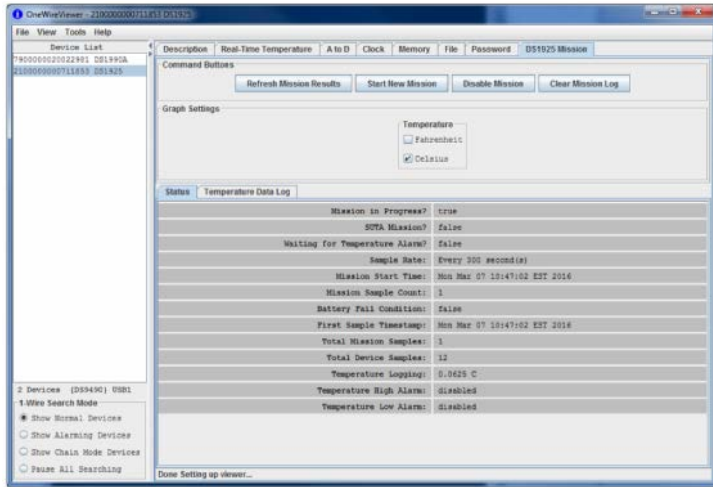 OneWireViewer - 2100000000711853 DS1925
File View Tools Help
Device List
7900000020022901 DS1990A
2100000000711853 DS1925
2 Devices (DS9490) USB1
1-Wire Search Mode
Show Normal Devices
Show Alarming Devices
Show Chain Mode Devices
Pause All Searching
Description Real-Time Temperature A to D Clock Memory File Password DS1925 Mission
Command Buttons
Refresh Mission Results Start New Mission Disable Mission Clear Mission Log
Graph Settings
Temperature
Fahrenheit
Celsius
Status Temperature Data Log
Mission in Progress? true
SUTA Mission? false
Waiting for Temperature Alarm? false
Sample Rate: Every 300 second(s)
Mission Start Time: Mon Mar 07 10:47:02 EST 2016
Mission Sample Count: 1
Battery Fail Condition: false
First Sample Timestamp: Mon Mar 07 10:47:02 EST 2016
Total Mission Samples: 1
Total Device Samples: 12
Temperature Logging: 0.0625 C
Temperature High Alarm: disabled
Temperature Low Alarm: disabled
Done Setting up viewer...